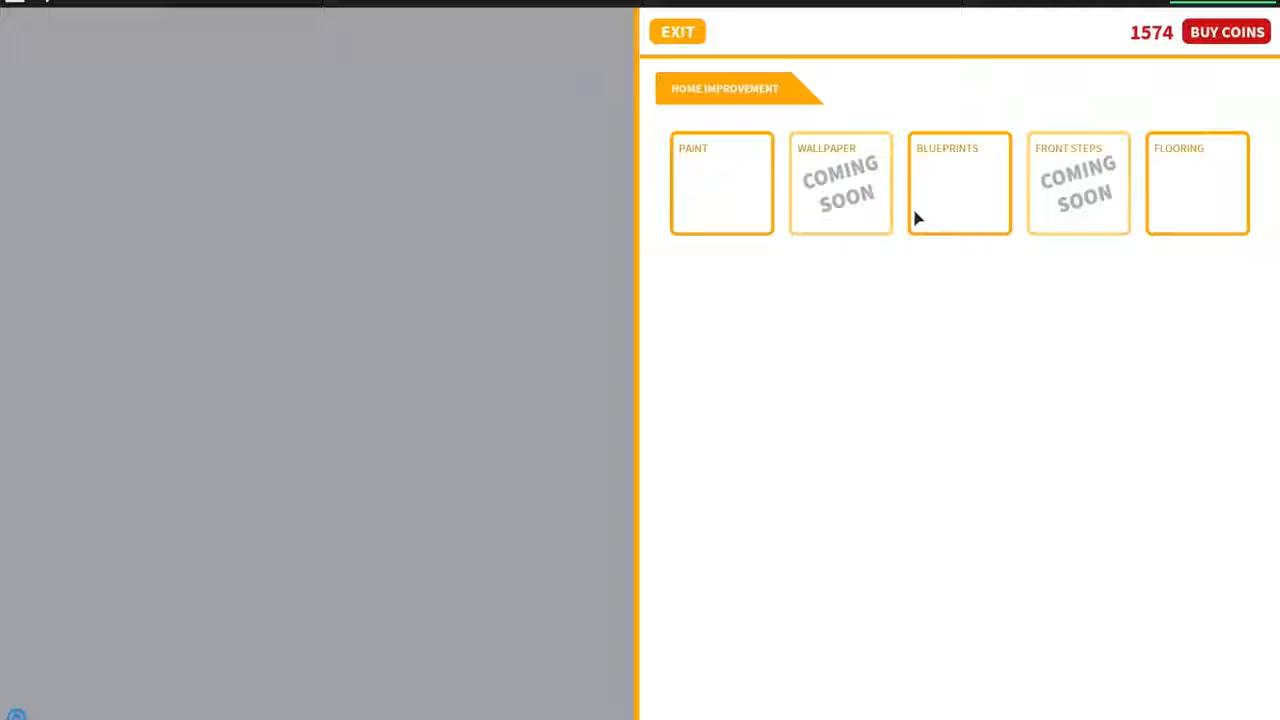 EXIT
1574
BUY COINS
HOME IMPROVEMENT
PAINT
WALLPAPER
COMING
SOON
BLUEPRINTS
FRONT STEPS
COMING
SOON
FLOORING